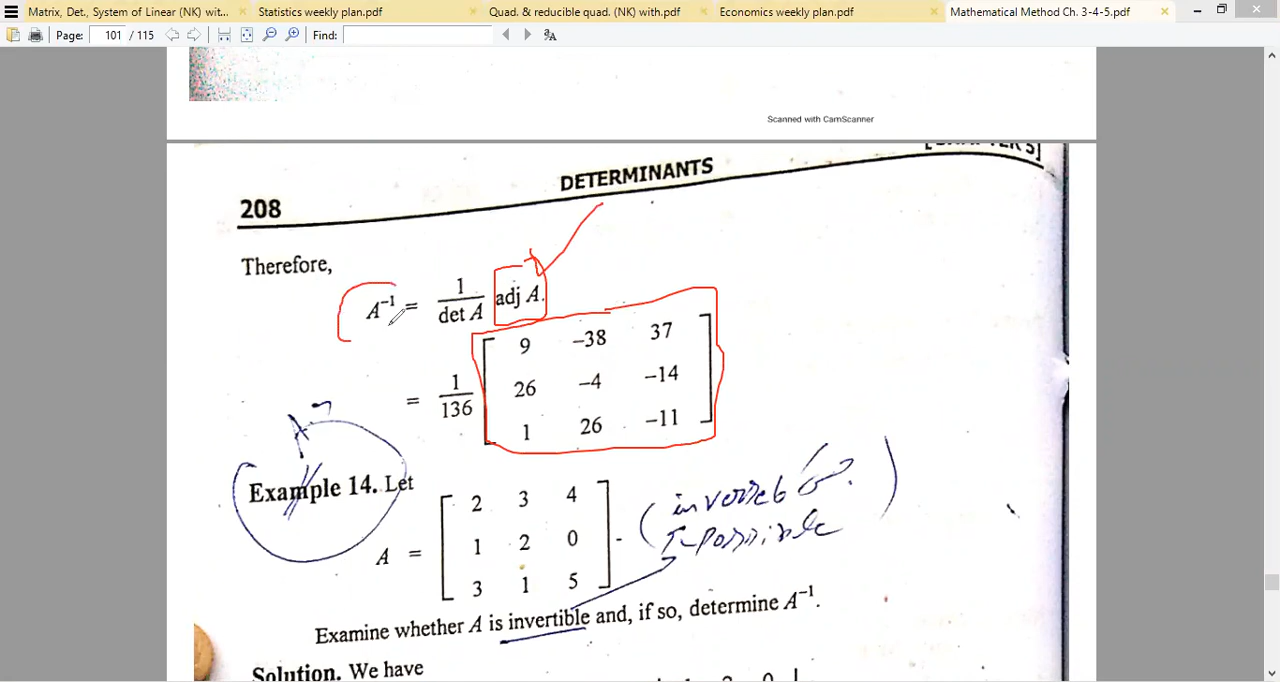 Matrix, Det., System of Linear (NK) wit... × Statistics weekly plan.pdf × Quad. & reducible quad. (NK) with.pdf × Economics weekly plan.pdf × Mathematical Method Ch. 3-4-5.pdf ×
Page: 101 / 115 Find:
Scanned with CamScanner
208 DETERMINANTS
Therefore,
A⁻¹ = 1/det A adj A.
= 1/136 [ 9 −38 37
26 −4 −14
1 26 −11 ]
Example 14. Let
A = [ 2 3 4
1 2 0
3 1 5 ] .
Examine whether A is invertible and, if so, determine A⁻¹.
Solution. We have